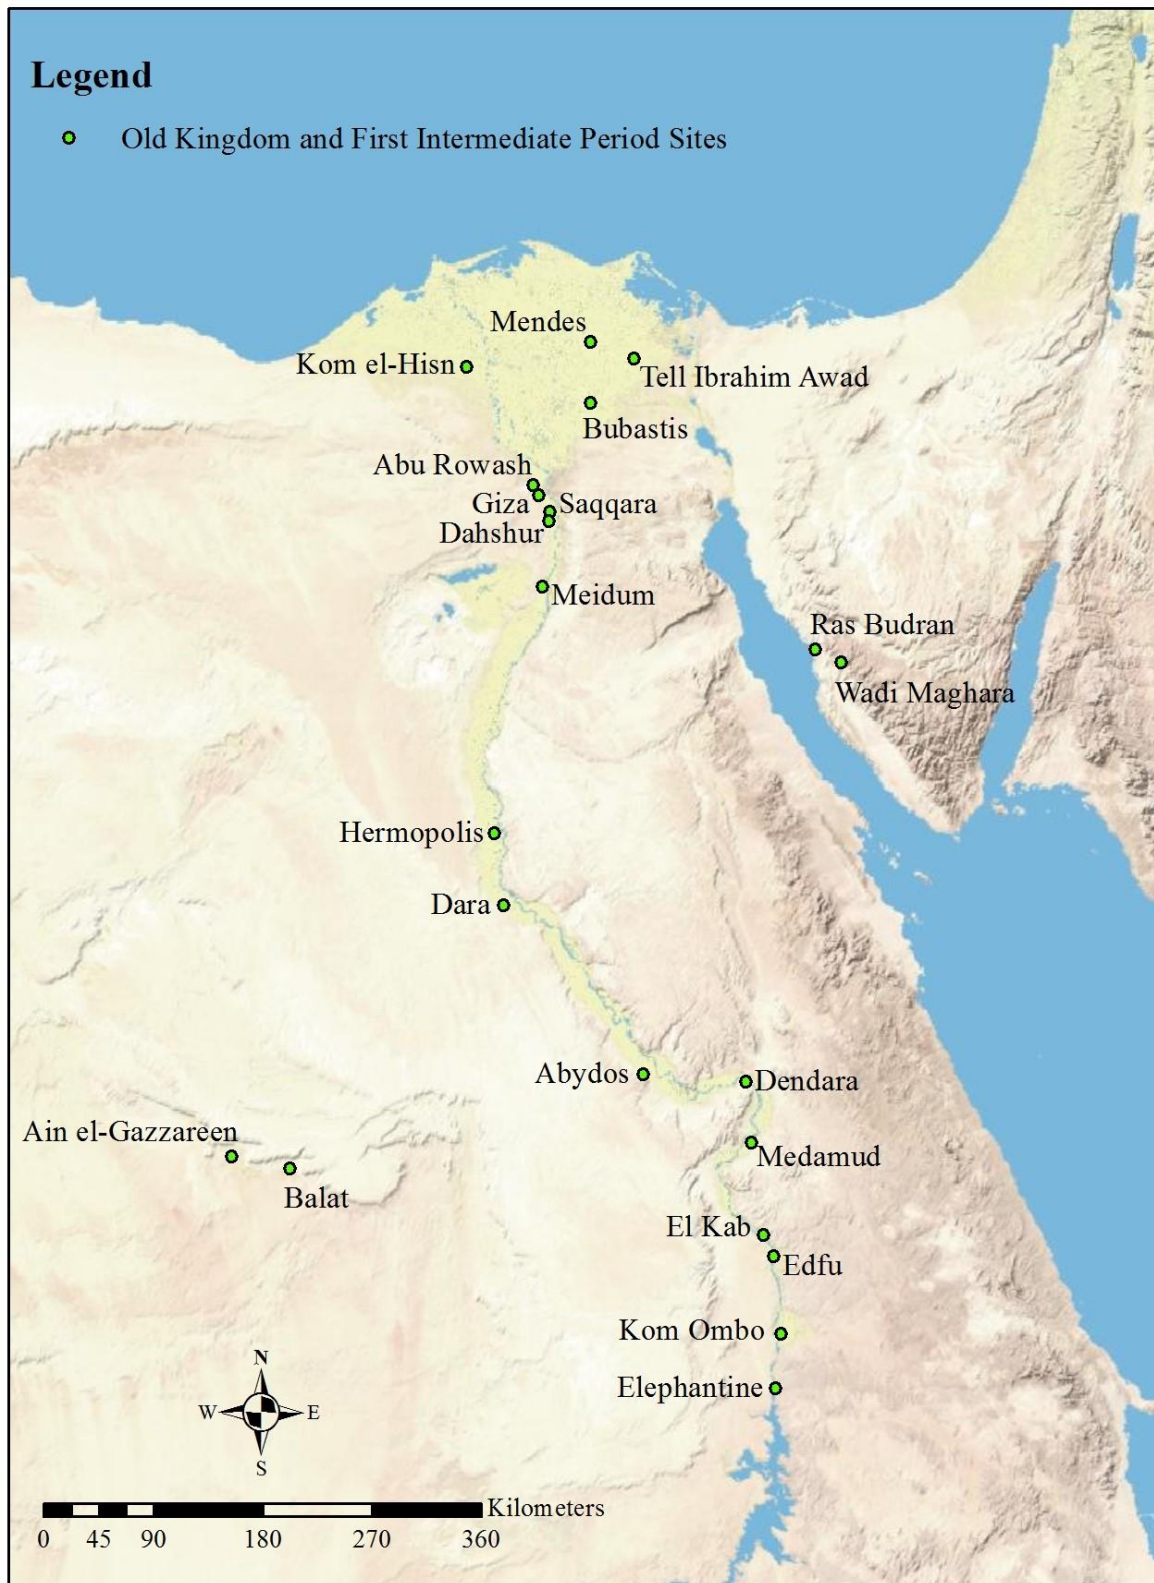 Legend
Old Kingdom and First Intermediate Period Sites
Mendes
Kom el-Hisn
Tell Ibrahim Awad
Bubastis
Abu Rowash
Giza
Saqqara
Dahshur
Meidum
Ras Budran
Wadi Maghara
Hermopolis
Dara
Abydos
Dendara
Ain el-Gazzareen
Medamud
Balat
El Kab
Edfu
Kom Ombo
Elephantine
N
W E
S
Kilometers
0 45 90 180 270 360